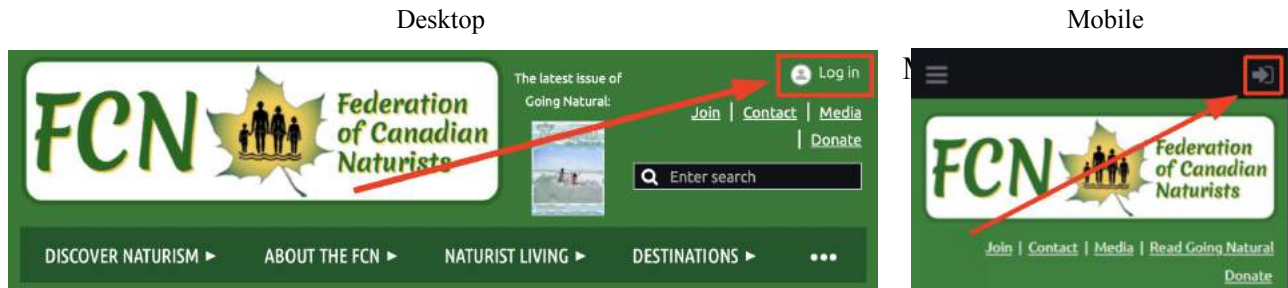 Desktop
Mobile
FCN
Federation
of Canadian
Naturists
The latest issue of
Going Natural:
Log in
Join | Contact | Media
| Donate
Enter search
DISCOVER NATURISM ►
ABOUT THE FCN ►
NATURIST LIVING ►
DESTINATIONS ►
•••
FCN
Federation
of Canadian
Naturists
Join | Contact | Media | Read Going Natural
Donate